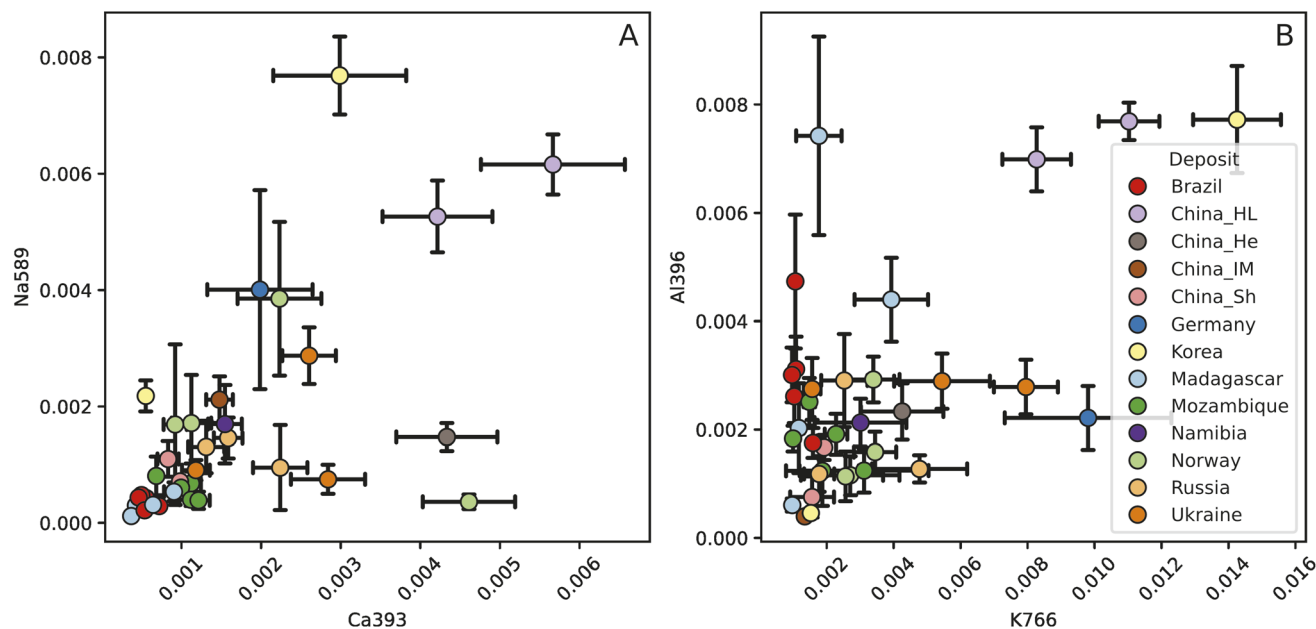 A
0.008
0.006
0.004
0.002
0.000
Na589
0.001
0.002
0.003
0.004
0.005
0.006
Ca393
B
0.008
0.006
0.004
0.002
0.000
Al396
0.002
0.004
0.006
0.008
0.010
0.012
0.014
0.016
K766
Deposit
Brazil
China_HL
China_He
China_IM
China_Sh
Germany
Korea
Madagascar
Mozambique
Namibia
Norway
Russia
Ukraine